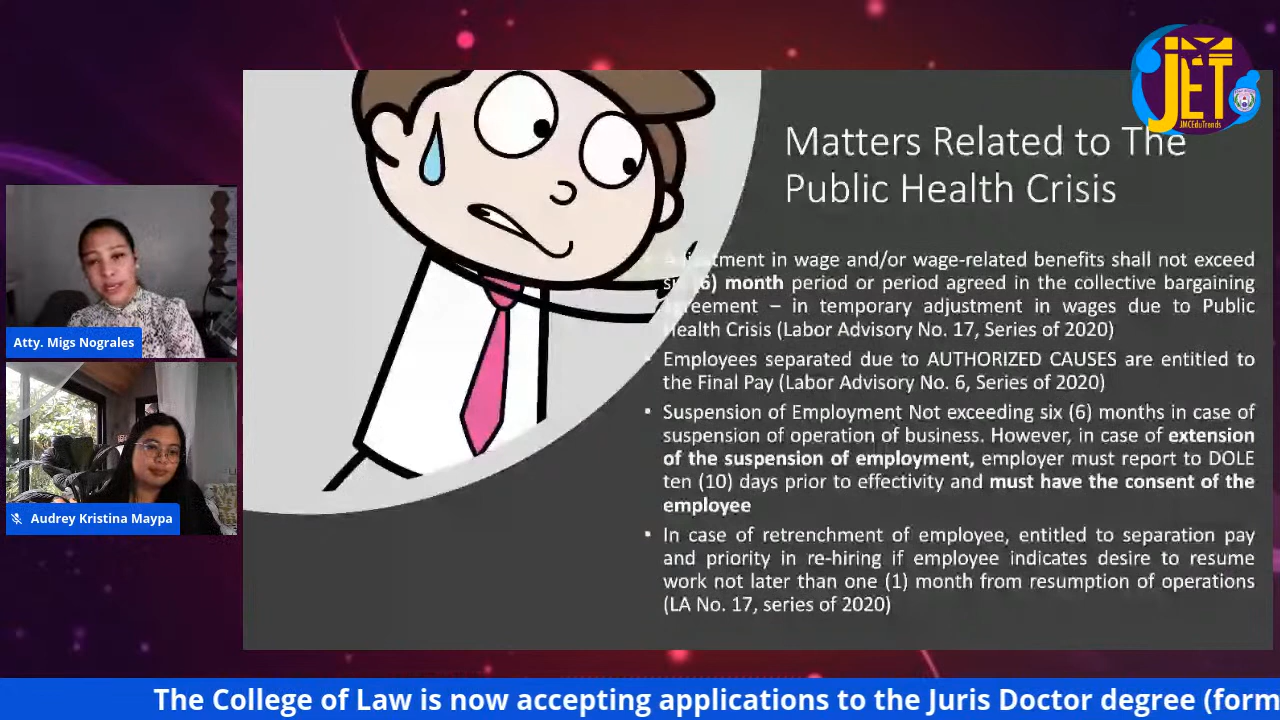 JMC
JET
JMCEduTrends
Matters Related to The
Public Health Crisis
Adjustment in wage and/or wage-related benefits shall not exceed
six (6) month period or period agreed in the collective bargaining
agreement – in temporary adjustment in wages due to Public
Health Crisis (Labor Advisory No. 17, Series of 2020)
Employees separated due to AUTHORIZED CAUSES are entitled to
the Final Pay (Labor Advisory No. 6, Series of 2020)
▪ Suspension of Employment Not exceeding six (6) months in case of
suspension of operation of business. However, in case of extension
of the suspension of employment, employer must report to DOLE
ten (10) days prior to effectivity and must have the consent of the
employee
▪ In case of retrenchment of employee, entitled to separation pay
and priority in re-hiring if employee indicates desire to resume
work not later than one (1) month from resumption of operations
(LA No. 17, series of 2020)
Atty. Migs Nograles
Audrey Kristina Maypa
The College of Law is now accepting applications to the Juris Doctor degree (form